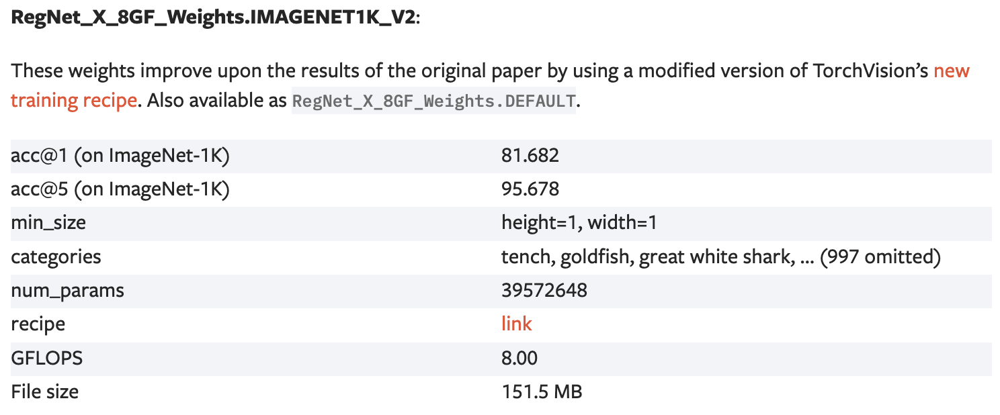 RegNet_X_8GF_Weights.IMAGENET1K_V2:
These weights improve upon the results of the original paper by using a modified version of TorchVision’s new
training recipe. Also available as RegNet_X_8GF_Weights.DEFAULT.
acc@1 (on ImageNet-1K) 81.682
acc@5 (on ImageNet-1K) 95.678
min_size height=1, width=1
categories tench, goldfish, great white shark, ... (997 omitted)
num_params 39572648
recipe link
GFLOPS 8.00
File size 151.5 MB